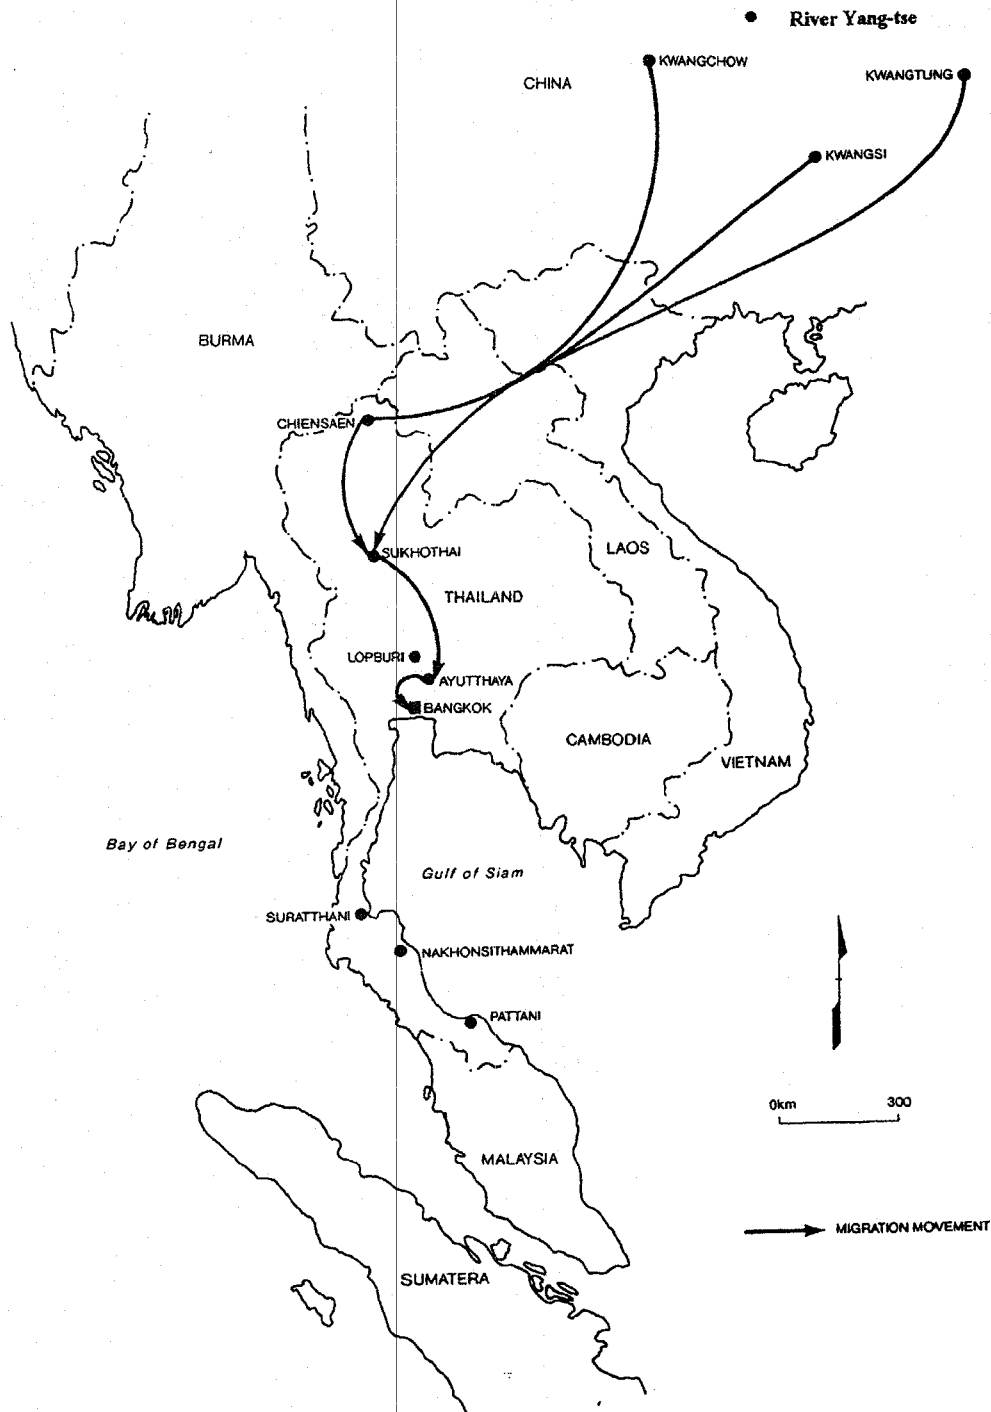 River Yang-tse
KWANGCHOW
KWANGTUNG
CHINA
KWANGSI
BURMA
CHIENSAEN
SUKHOTHAI
LAOS
THAILAND
LOPBURI
AYUTTHAYA
BANGKOK
CAMBODIA
VIETNAM
Bay of Bengal
Gulf of Siam
SURATTHANI
NAKHONSITHAMMARAT
PATTANI
0km 300
MALAYSIA
MIGRATION MOVEMENT
SUMATERA